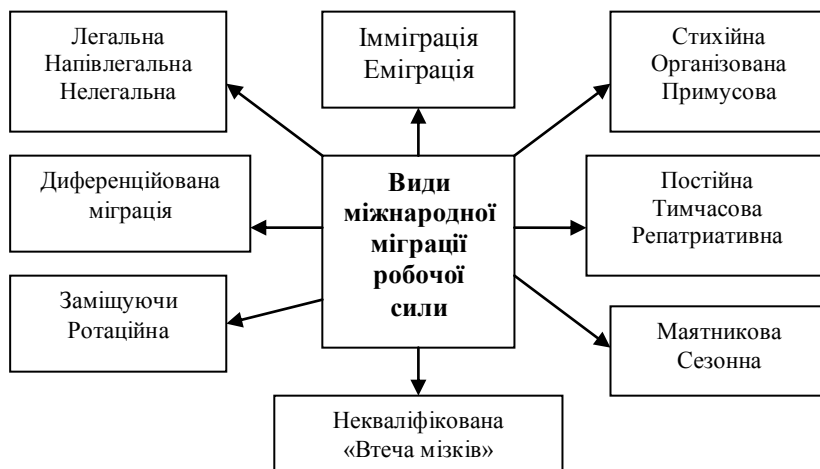 Легальна
Напівлегальна
Нелегальна
Імміграція
Еміграція
Стихійна
Організована
Примусова
Диференційована
міграція
Види
міжнародної
міграції
робочої
сили
Постійна
Тимчасова
Репатриативна
Заміщуючи
Ротаційна
Маятникова
Сезонна
Некваліфікована
«Втеча мізків»